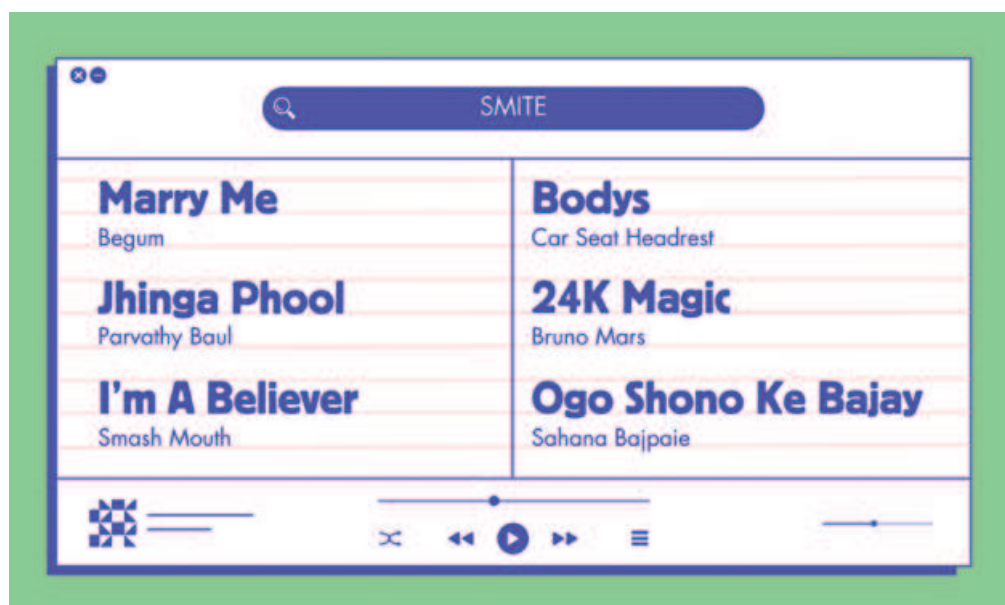 SMITE
Marry Me
Begum
Jhinga Phool
Parvathy Baul
I'm A Believer
Smash Mouth
Bodys
Car Seat Headrest
24K Magic
Bruno Mars
Ogo Shono Ke Bajay
Sahana Bajpaie